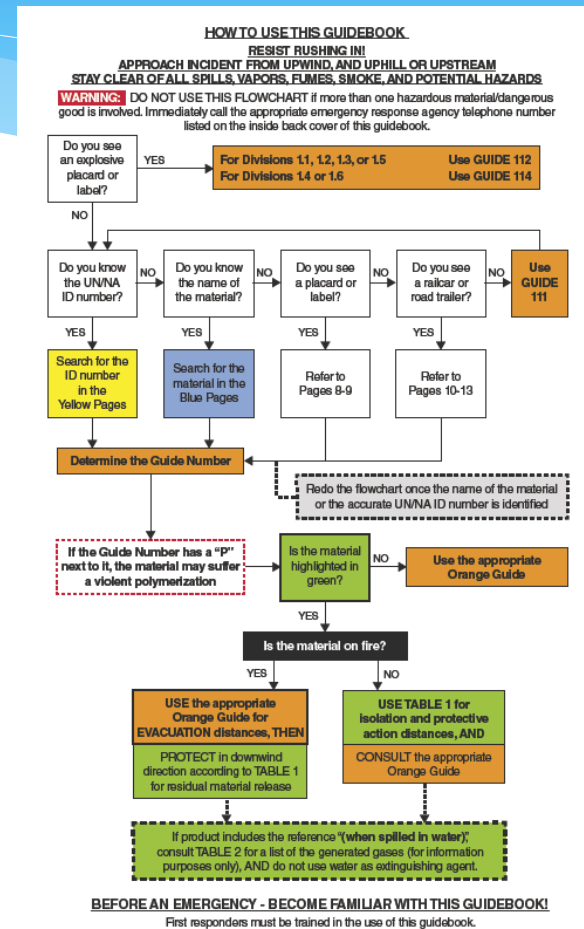 HOW TO USE THIS GUIDEBOOK
RESIST RUSHING IN!
APPROACH INCIDENT FROM UPWIND, AND UPHILL OR UPSTREAM
STAY CLEAR OF ALL SPILLS, VAPORS, FUMES, SMOKE, AND POTENTIAL HAZARDS
WARNING: DO NOT USE THIS FLOWCHART if more than one hazardous material/dangerous
good is involved. Immediately call the appropriate emergency response agency telephone number
listed on the inside back cover of this guidebook.
Do you see
an explosive
placard or
label?
YES
For Divisions 1.1, 1.2, 1.3, or 1.5 Use GUIDE 112
For Divisions 1.4 or 1.6 Use GUIDE 114
NO
Do you know
the UN/NA
ID number?
NO
Do you know
the name of
the material?
NO
Do you see
a placard or
label?
NO
Do you see
a railcar or
road trailer?
NO
Use
GUIDE
111
YES
YES
YES
YES
Search for the
ID number
in the
Yellow Pages
Search for the
material in the
Blue Pages
Refer to
Pages 8-9
Refer to
Pages 10-13
Determine the Guide Number
Redo the flowchart once the name of the material
or the accurate UN/NA ID number is identified
If the Guide Number has a “P”
next to it, the material may suffer
a violent polymerization
Is the material
highlighted in
green?
NO
Use the appropriate
Orange Guide
YES
Is the material on fire?
YES
NO
USE the appropriate
Orange Guide for
EVACUATION distances, THEN
PROTECT in downwind
direction according to TABLE 1
for residual material release
USE TABLE 1 for
isolation and protective
action distances, AND
CONSULT the appropriate
Orange Guide
If product includes the reference “(when spilled in water)”,
consult TABLE 2 for a list of the generated gases (for information
purposes only), AND do not use water as extinguishing agent.
BEFORE AN EMERGENCY - BECOME FAMILIAR WITH THIS GUIDEBOOK!
First responders must be trained in the use of this guidebook.